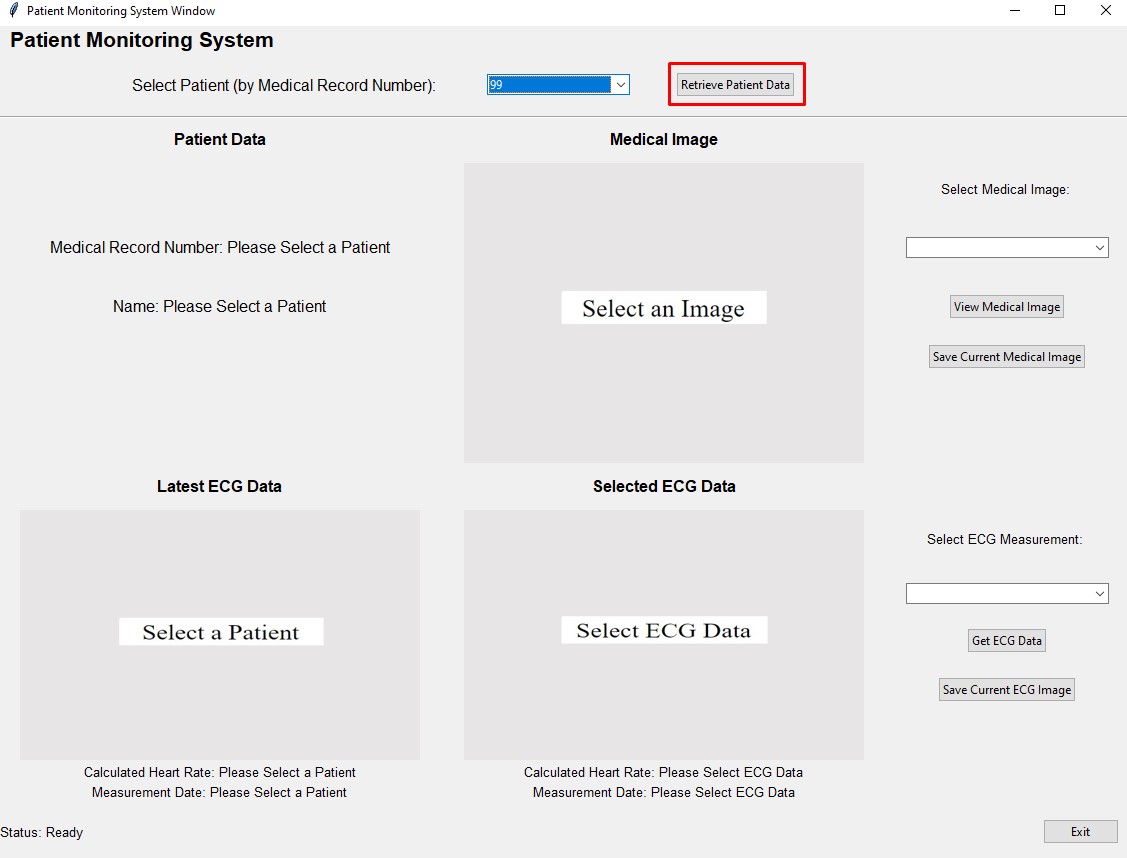 Patient Monitoring System Window
Patient Monitoring System
Select Patient (by Medical Record Number): 99 Retrieve Patient Data
Patient Data
Medical Record Number: Please Select a Patient
Name: Please Select a Patient
Medical Image
Select an Image
Select Medical Image:
View Medical Image
Save Current Medical Image
Latest ECG Data
Select a Patient
Calculated Heart Rate: Please Select a Patient
Measurement Date: Please Select a Patient
Selected ECG Data
Select ECG Data
Calculated Heart Rate: Please Select ECG Data
Measurement Date: Please Select ECG Data
Select ECG Measurement:
Get ECG Data
Save Current ECG Image
Status: Ready
Exit